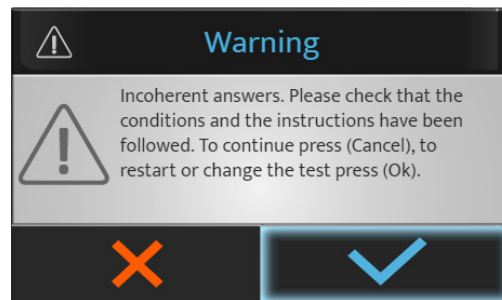 Warning
Incoherent answers. Please check that the
conditions and the instructions have been
followed. To continue press (Cancel), to
restart or change the test press (Ok).